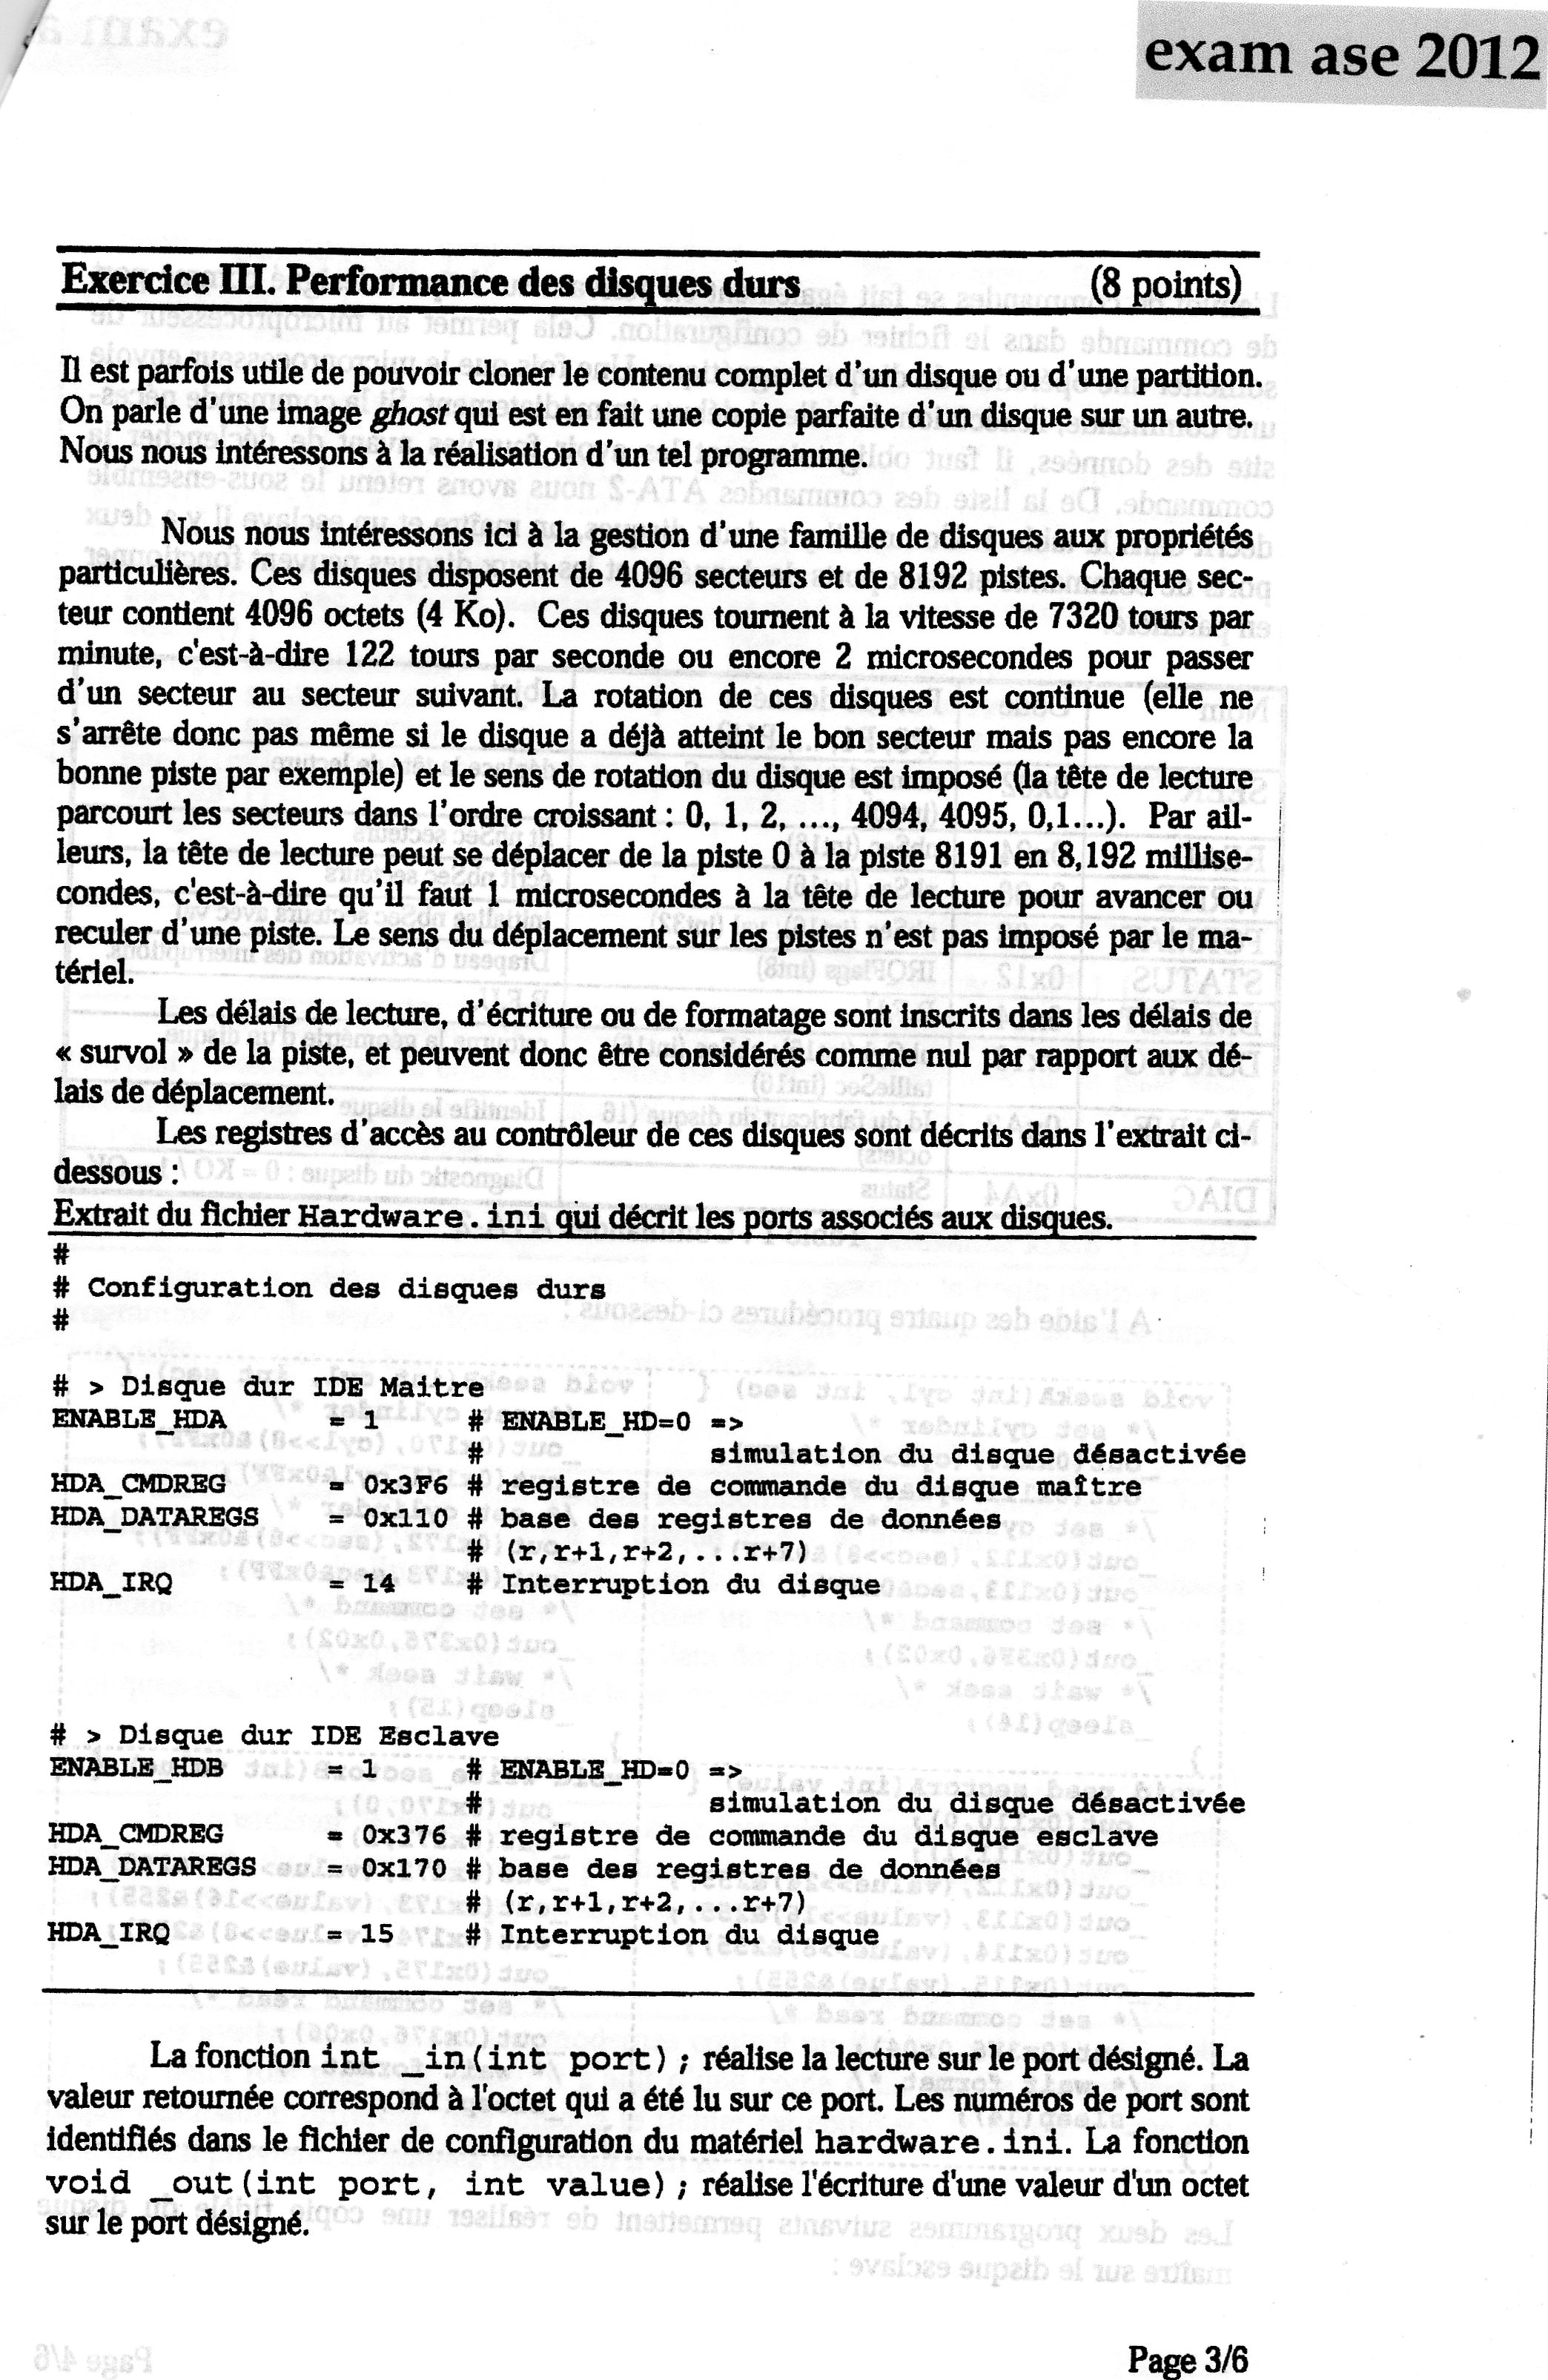 exam ase 2012
Exercice III. Performance des disques durs (8 points)
Il est parfois utile de pouvoir cloner le contenu complet d'un disque ou d'une partition.
On parle d'une image ghost qui est en fait une copie parfaite d'un disque sur un autre.
Nous nous intéressons à la réalisation d'un tel programme.
Nous nous intéressons ici à la gestion d'une famille de disques aux propriétés
particulières. Ces disques disposent de 4096 secteurs et de 8192 pistes. Chaque sec-
teur contient 4096 octets (4 Ko). Ces disques tournent à la vitesse de 7320 tours par
minute, c'est-à-dire 122 tours par seconde ou encore 2 microsecondes pour passer
d'un secteur au secteur suivant. La rotation de ces disques est continue (elle ne
s'arrête donc pas même si le disque a déjà atteint le bon secteur mais pas encore la
bonne piste par exemple) et le sens de rotation du disque est imposé (la tête de lecture
parcourt les secteurs dans l'ordre croissant : 0, 1, 2, ..., 4094, 4095, 0,1...). Par ail-
leurs, la tête de lecture peut se déplacer de la piste 0 à la piste 8191 en 8,192 millise-
condes, c'est-à-dire qu'il faut 1 microsecondes à la tête de lecture pour avancer ou
reculer d'une piste. Le sens du déplacement sur les pistes n'est pas imposé par le ma-
tériel.
Les délais de lecture, d'écriture ou de formatage sont inscrits dans les délais de
« survol » de la piste, et peuvent donc être considérés comme nul par rapport aux dé-
lais de déplacement.
Les registres d'accès au contrôleur de ces disques sont décrits dans l'extrait ci-
dessous :
Extrait du fichier Hardware.ini qui décrit les ports associés aux disques.
#
# Configuration des disques durs
#
# > Disque dur IDE Maitre
ENABLE_HDA = 1 # ENABLE_HD=0 =>
# simulation du disque désactivée
HDA_CMDREG = 0x3F6 # registre de commande du disque maître
HDA_DATAREGS = 0x110 # base des registres de données
# (r,r+1,r+2,...r+7)
HDA_IRQ = 14 # Interruption du disque
# > Disque dur IDE Esclave
ENABLE_HDB = 1 # ENABLE_HD=0 =>
# simulation du disque désactivée
HDA_CMDREG = 0x376 # registre de commande du disque esclave
HDA_DATAREGS = 0x170 # base des registres de données
# (r,r+1,r+2,...r+7)
HDA_IRQ = 15 # Interruption du disque
La fonction int _in(int port) ; réalise la lecture sur le port désigné. La
valeur retournée correspond à l'octet qui a été lu sur ce port. Les numéros de port sont
identifiés dans le fichier de configuration du matériel hardware.ini. La fonction
void _out(int port, int value) ; réalise l'écriture d'une valeur d'un octet
sur le port désigné.
Page 3/6